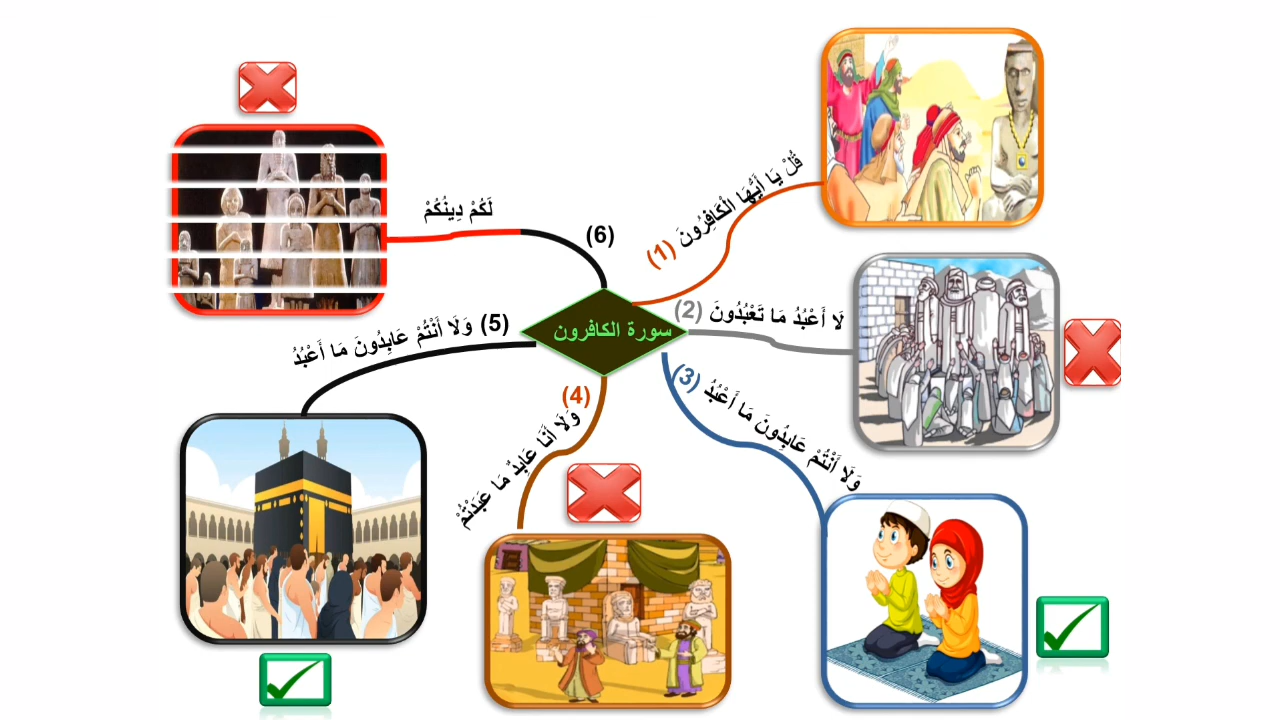 سورة الكافرون
(1) قُلْ يَا أَيُّهَا الْكَافِرُونَ
(2) لَا أَعْبُدُ مَا تَعْبُدُونَ
(3) وَلَا أَنْتُمْ عَابِدُونَ مَا أَعْبُدُ
(4) وَلَا أَنَا عَابِدٌ مَا عَبَدْتُمْ
(5) وَلَا أَنْتُمْ عَابِدُونَ مَا أَعْبُدُ
(6) لَكُمْ دِينُكُمْ